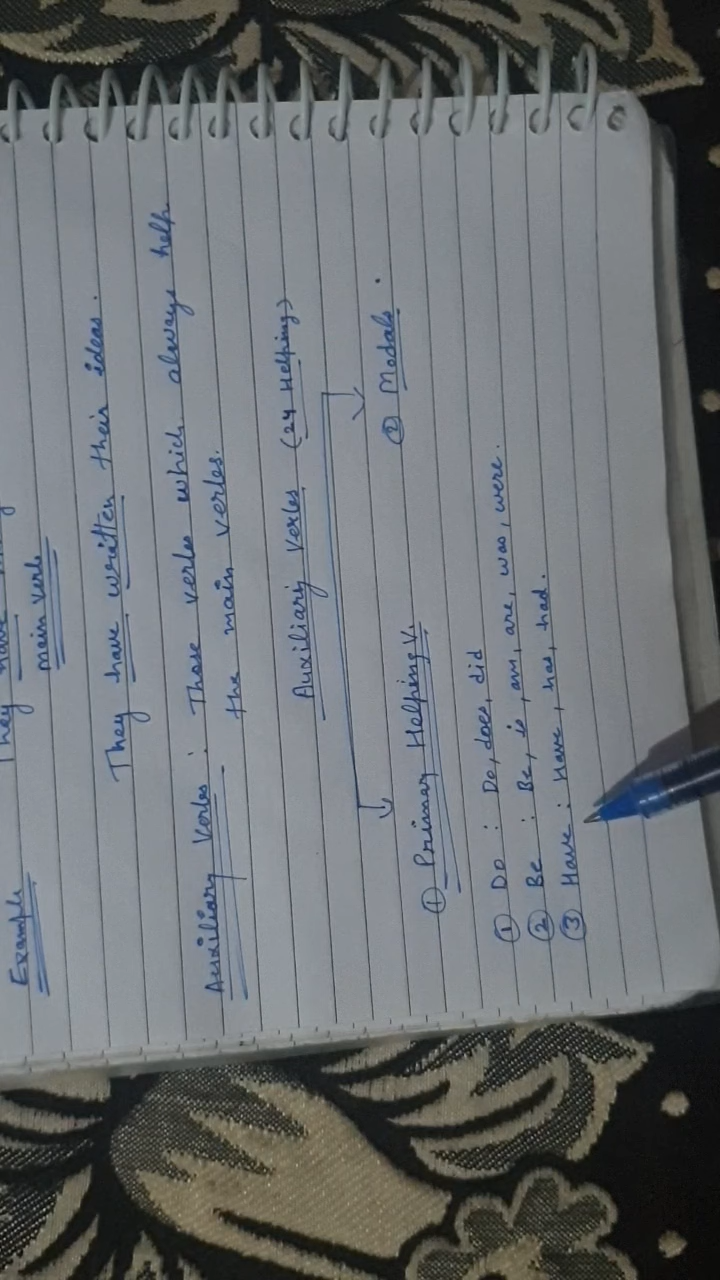 They have
Example main verb
They have written their ideas.
Auxiliary Verbs : Those verbs which always help
the main verbs.
Auxiliary Verbs (24 Helping)
① Primary Helping V. ② Modals.
① Do : Do, does, did
② Be : Be, is, am, are, was, were.
③ Have : Have, has, had.